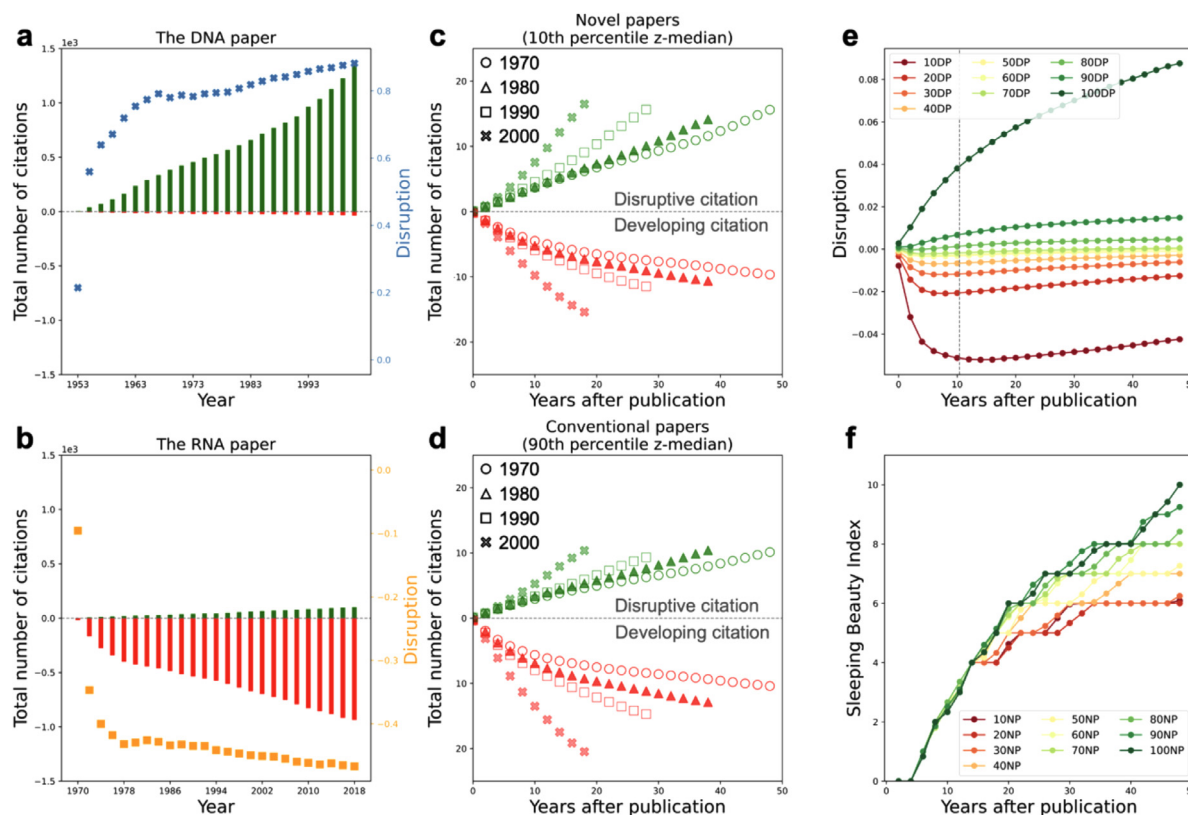 a
The DNA paper
1e3
1.5
1.0
0.5
0.0
−0.5
−1.0
−1.5
Total number of citations
0.8
0.6
0.4
0.2
0.0
Disruption
1953
1963
1973
1983
1993
Year
c
Novel papers
(10th percentile z-median)
1970
1980
1990
2000
20
10
0
10
20
Total number of citations
Disruptive citation
Developing citation
0
10
20
30
40
50
Years after publication
e
10DP
20DP
30DP
40DP
50DP
60DP
70DP
80DP
90DP
100DP
0.08
0.06
0.04
0.02
0.00
−0.02
−0.04
Disruption
0
10
20
30
40
50
Years after publication
b
The RNA paper
1e3
1.5
1.0
0.5
0.0
−0.5
−1.0
−1.5
Total number of citations
0.0
−0.1
−0.2
−0.3
−0.4
Disruption
1970
1978
1986
1994
2002
2010
2018
Year
d
Conventional papers
(90th percentile z-median)
1970
1980
1990
2000
20
10
0
10
20
Total number of citations
Disruptive citation
Developing citation
0
10
20
30
40
50
Years after publication
f
10
8
6
4
2
0
Sleeping Beauty Index
10NP
20NP
30NP
40NP
50NP
60NP
70NP
80NP
90NP
100NP
0
10
20
30
40
Years after publication